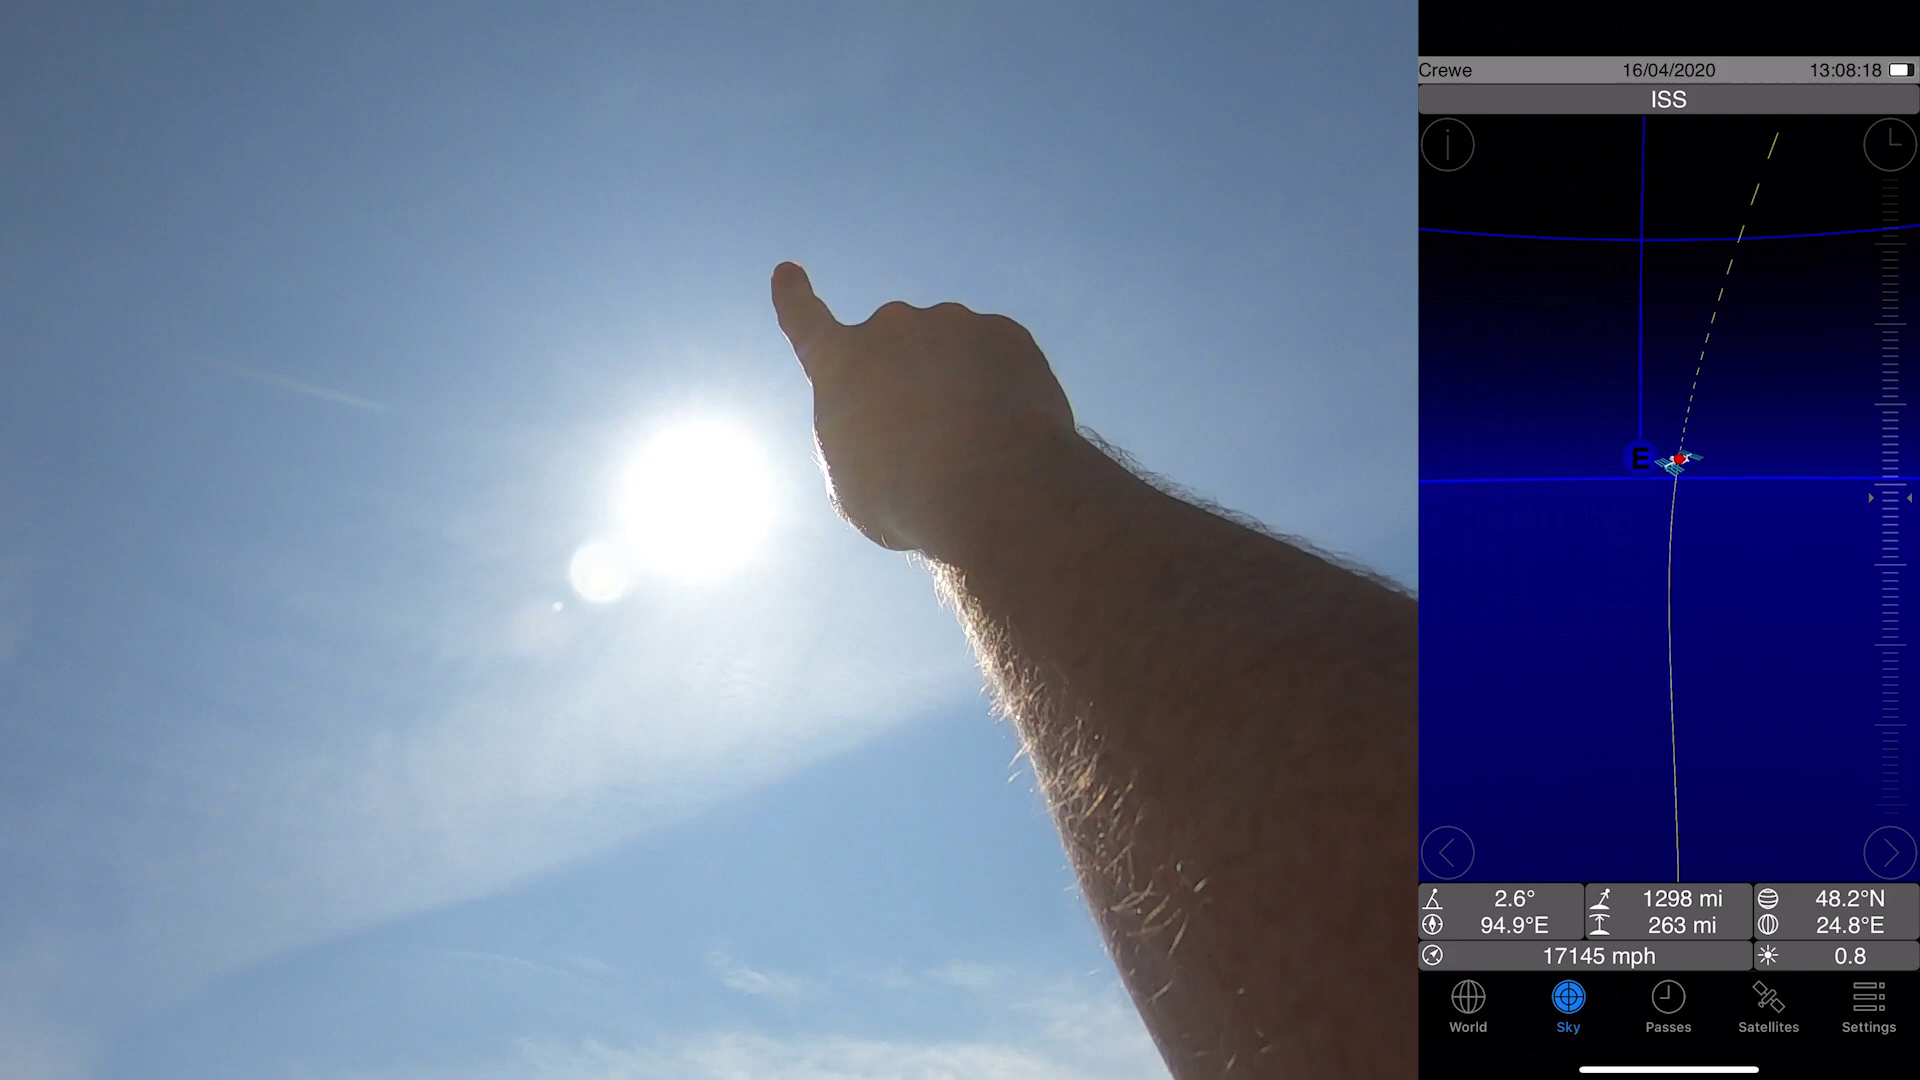 Crewe 16/04/2020 13:08:18
ISS
E
2.6° 1298 mi 48.2°N
94.9°E 263 mi 24.8°E
17145 mph 0.8
World Sky Passes Satellites Settings